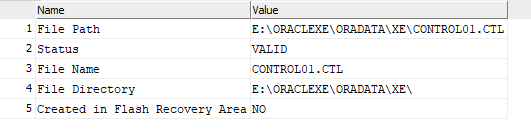 Name Value
1 File Path E:\ORACLEXE\ORADATA\XE\CONTROL01.CTL
2 Status VALID
3 File Name CONTROL01.CTL
4 File Directory E:\ORACLEXE\ORADATA\XE\
5 Created in Flash Recovery Area NO